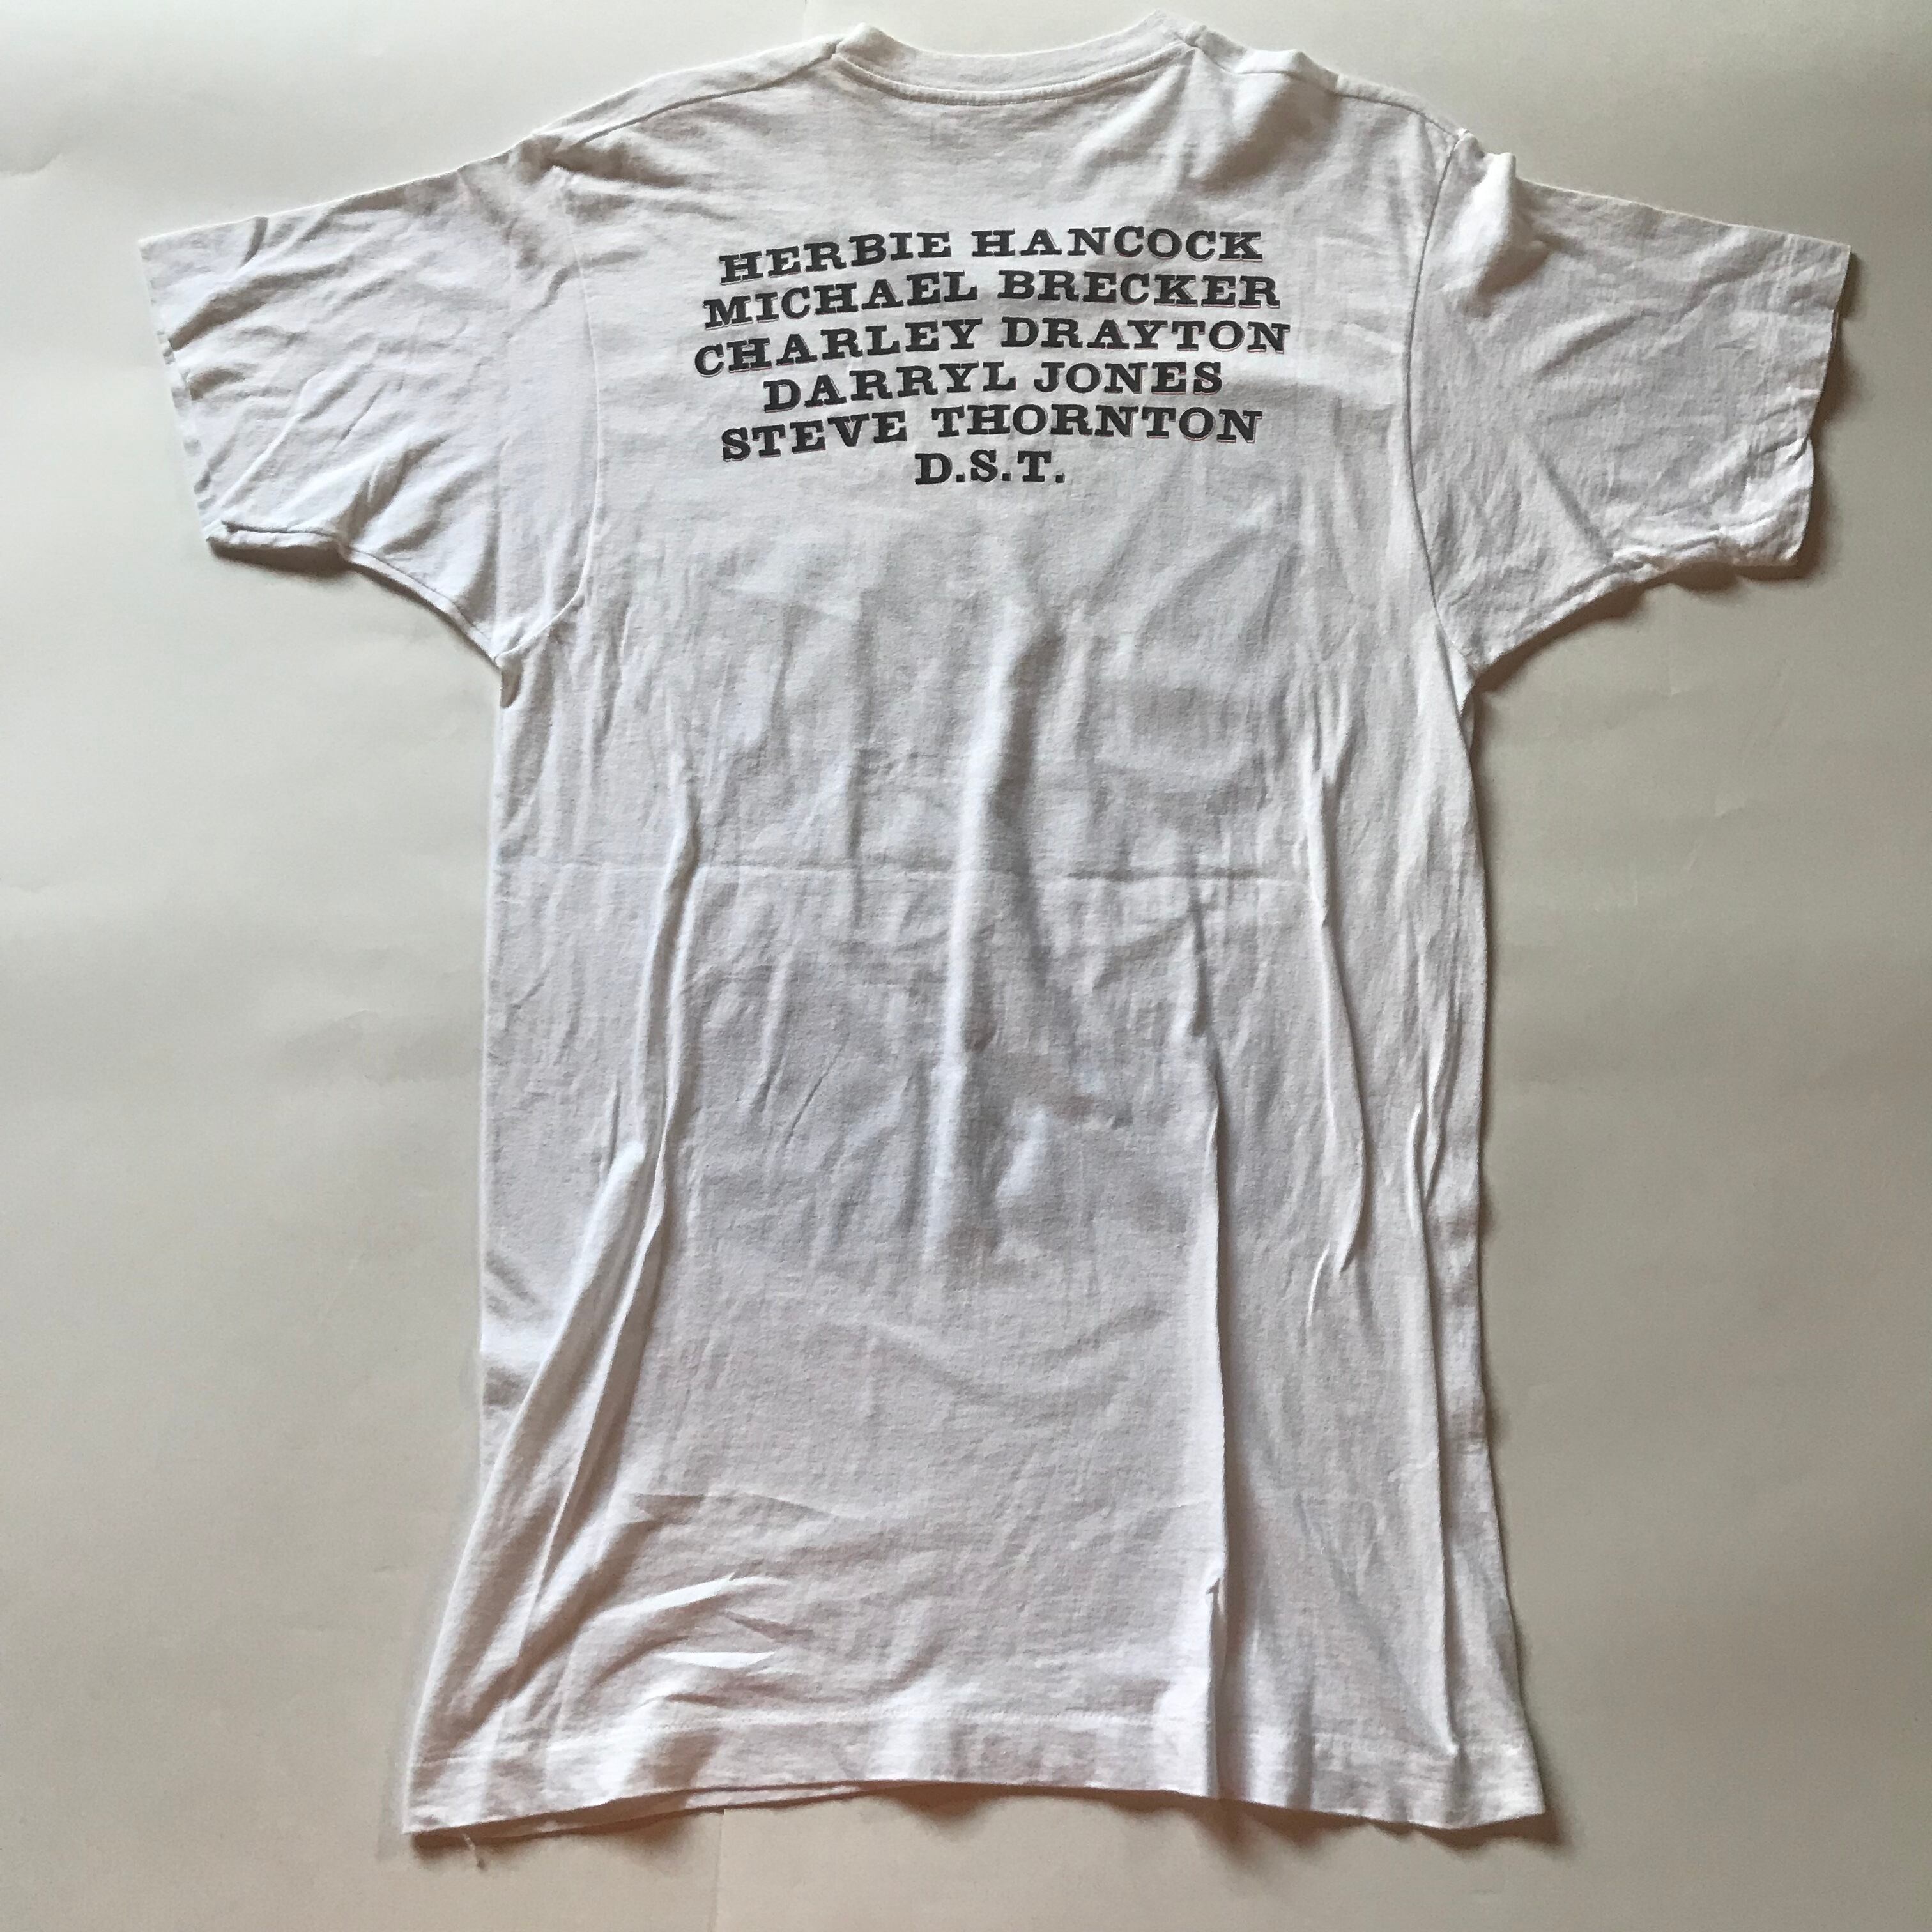 HERBIE HANCOCK
MICHAEL BRECKER
CHARLEY DRAYTON
DARRYL JONES
STEVE THORNTON
D.S.T.